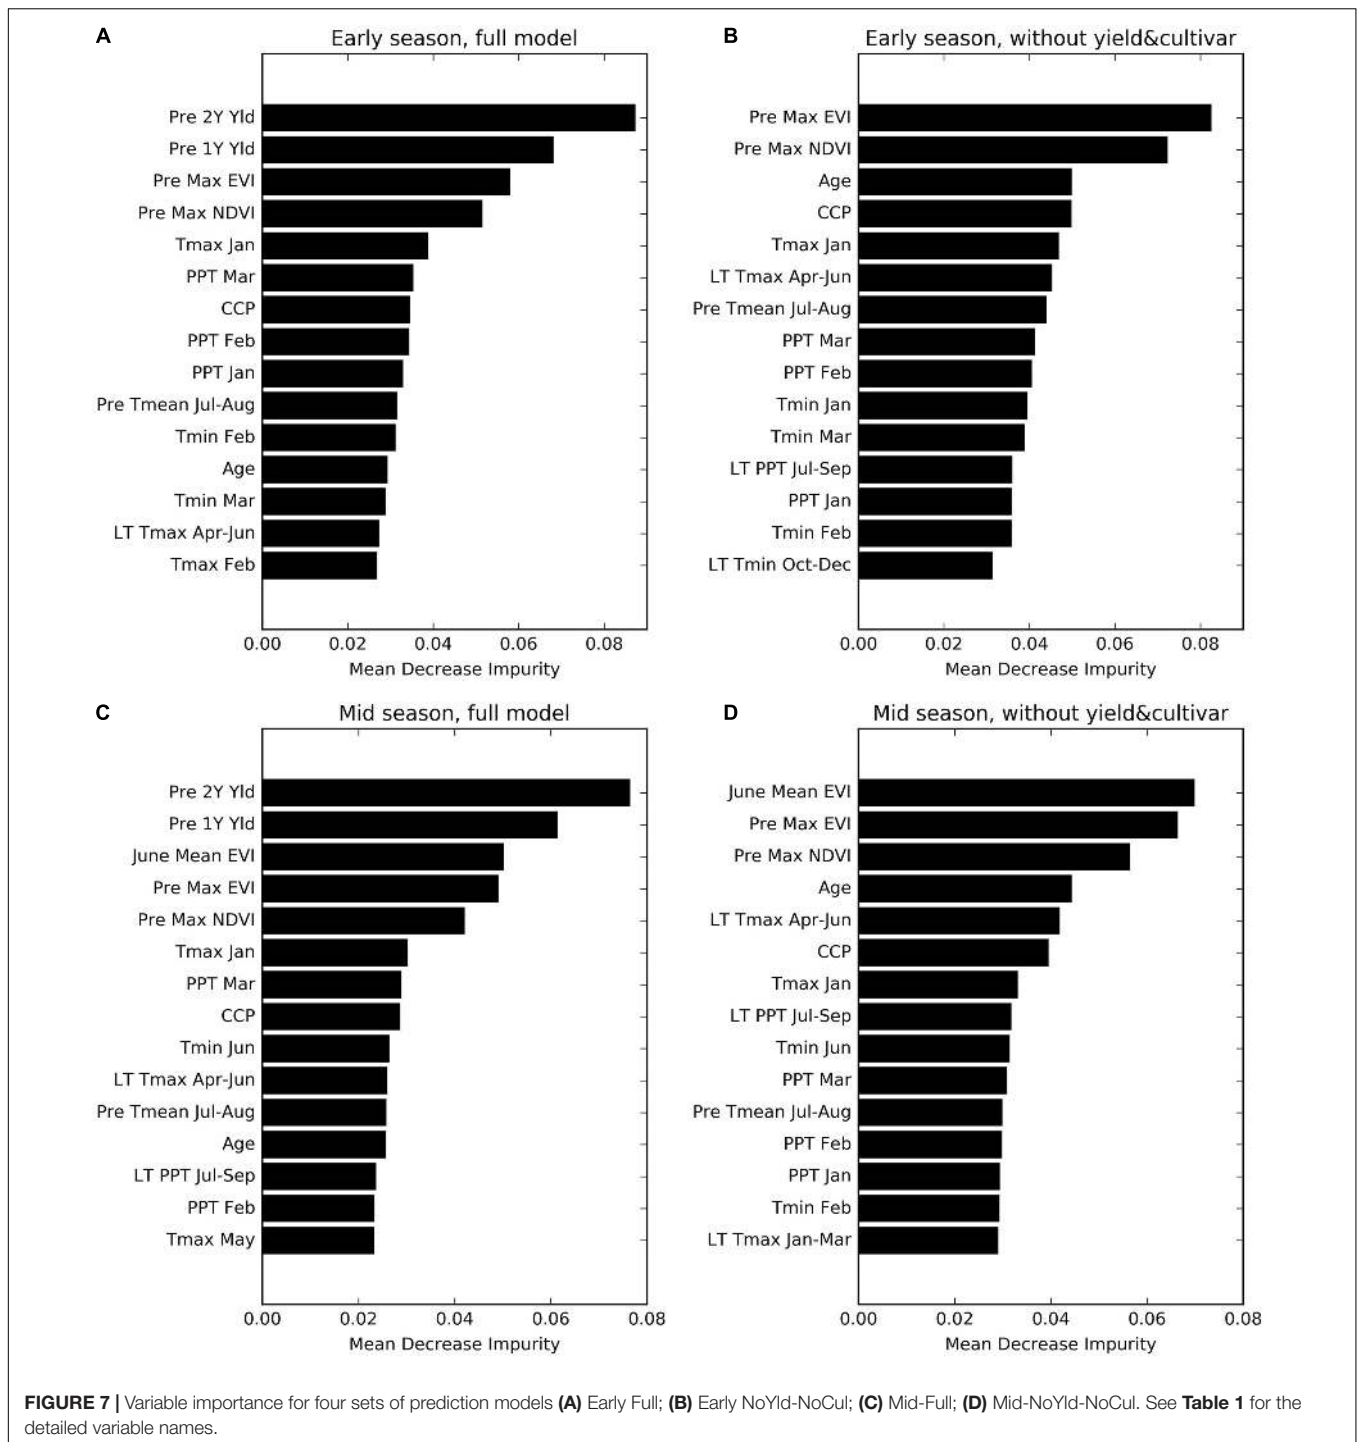 A
Early season, full model
Pre 2Y Yld
Pre 1Y Yld
Pre Max EVI
Pre Max NDVI
Tmax Jan
PPT Mar
CCP
PPT Feb
PPT Jan
Pre Tmean Jul-Aug
Tmin Feb
Age
Tmin Mar
LT Tmax Apr-Jun
Tmax Feb
0.00 0.02 0.04 0.06 0.08
Mean Decrease Impurity
B
Early season, without yield&cultivar
Pre Max EVI
Pre Max NDVI
Age
CCP
Tmax Jan
LT Tmax Apr-Jun
Pre Tmean Jul-Aug
PPT Mar
PPT Feb
Tmin Jan
Tmin Mar
LT PPT Jul-Sep
PPT Jan
Tmin Feb
LT Tmin Oct-Dec
0.00 0.02 0.04 0.06 0.08
Mean Decrease Impurity
C
Mid season, full model
Pre 2Y Yld
Pre 1Y Yld
June Mean EVI
Pre Max EVI
Pre Max NDVI
Tmax Jan
PPT Mar
CCP
Tmin Jun
LT Tmax Apr-Jun
Pre Tmean Jul-Aug
Age
LT PPT Jul-Sep
PPT Feb
Tmax May
0.00 0.02 0.04 0.06 0.08
Mean Decrease Impurity
D
Mid season, without yield&cultivar
June Mean EVI
Pre Max EVI
Pre Max NDVI
Age
LT Tmax Apr-Jun
CCP
Tmax Jan
LT PPT Jul-Sep
Tmin Jun
PPT Mar
Pre Tmean Jul-Aug
PPT Feb
PPT Jan
Tmin Feb
LT Tmax Jan-Mar
0.00 0.02 0.04 0.06 0.08
Mean Decrease Impurity
FIGURE 7 | Variable importance for four sets of prediction models (A) Early Full; (B) Early NoYld-NoCul; (C) Mid-Full; (D) Mid-NoYld-NoCul. See Table 1 for the
detailed variable names.